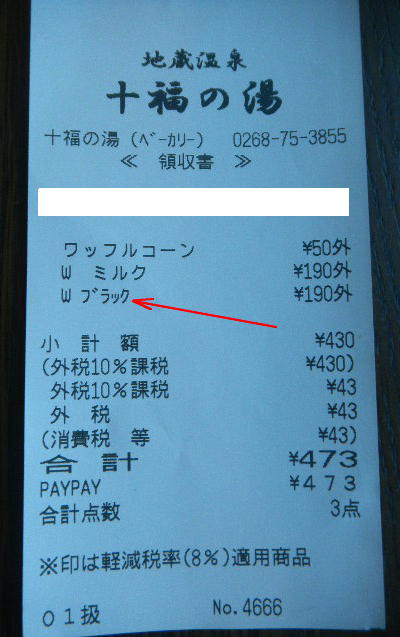 地蔵温泉
十福の湯
十福の湯 (ﾍﾞｰｶﾘｰ) 0268-75-3855
≪ 領収書 ≫
ワッフルコーン ¥50外
W ミルク ¥190外
W ﾌﾞﾗｯｸ ¥190外
小 計 額 ¥430
(外税10%課税 ¥430)
外税10%課税 ¥43
外 税 ¥43
(消費税 等 ¥43)
合 計 ¥473
PAYPAY ¥473
合計点数 3点
※印は軽減税率(8%)適用商品
01扱 No.4666